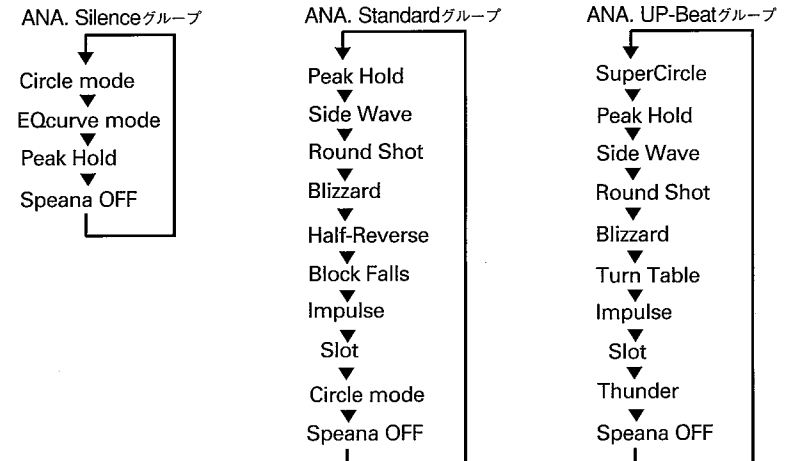 ANA. Silenceグループ
Circle mode
EQcurve mode
Peak Hold
Speana OFF
ANA. Standardグループ
Peak Hold
Side Wave
Round Shot
Blizzard
Half-Reverse
Block Falls
Impulse
Slot
Circle mode
Speana OFF
ANA. UP-Beatグループ
SuperCircle
Peak Hold
Side Wave
Round Shot
Blizzard
Turn Table
Impulse
Slot
Thunder
Speana OFF